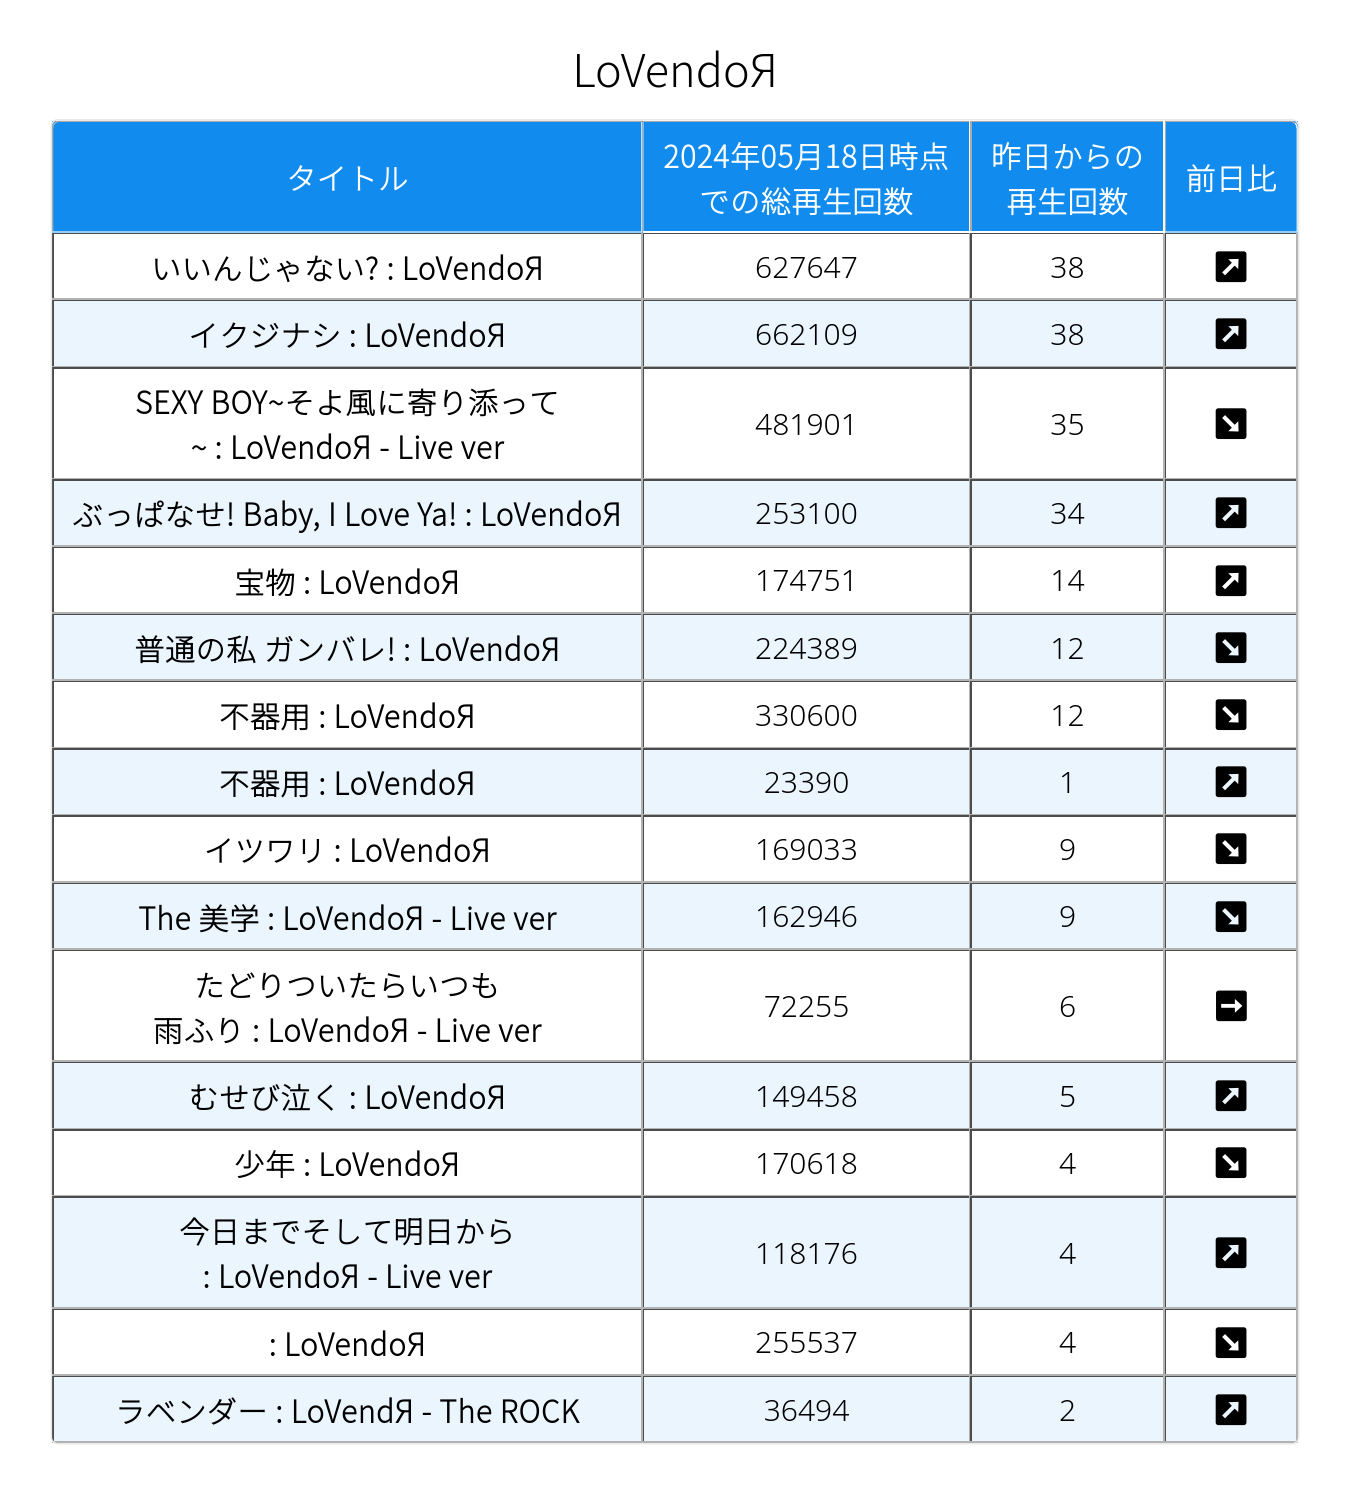 LoVendoЯ
タイトル
2024年05月18日時点
での総再生回数
昨日からの
再生回数
前日比
いいんじゃない? : LoVendoЯ
627647
38
イクジナシ : LoVendoЯ
662109
38
SEXY BOY~そよ風に寄り添って
~ : LoVendoЯ - Live ver
481901
35
ぶっぱなせ! Baby, I Love Ya! : LoVendoЯ
253100
34
宝物 : LoVendoЯ
174751
14
普通の私 ガンバレ! : LoVendoЯ
224389
12
不器用 : LoVendoЯ
330600
12
不器用 : LoVendoЯ
23390
1
イツワリ : LoVendoЯ
169033
9
The 美学 : LoVendoЯ - Live ver
162946
9
たどりついたらいつも
雨ふり : LoVendoЯ - Live ver
72255
6
むせび泣く : LoVendoЯ
149458
5
少年 : LoVendoЯ
170618
4
今日までそして明日から
: LoVendoЯ - Live ver
118176
4
: LoVendoЯ
255537
4
ラベンダー : LoVendЯ - The ROCK
36494
2